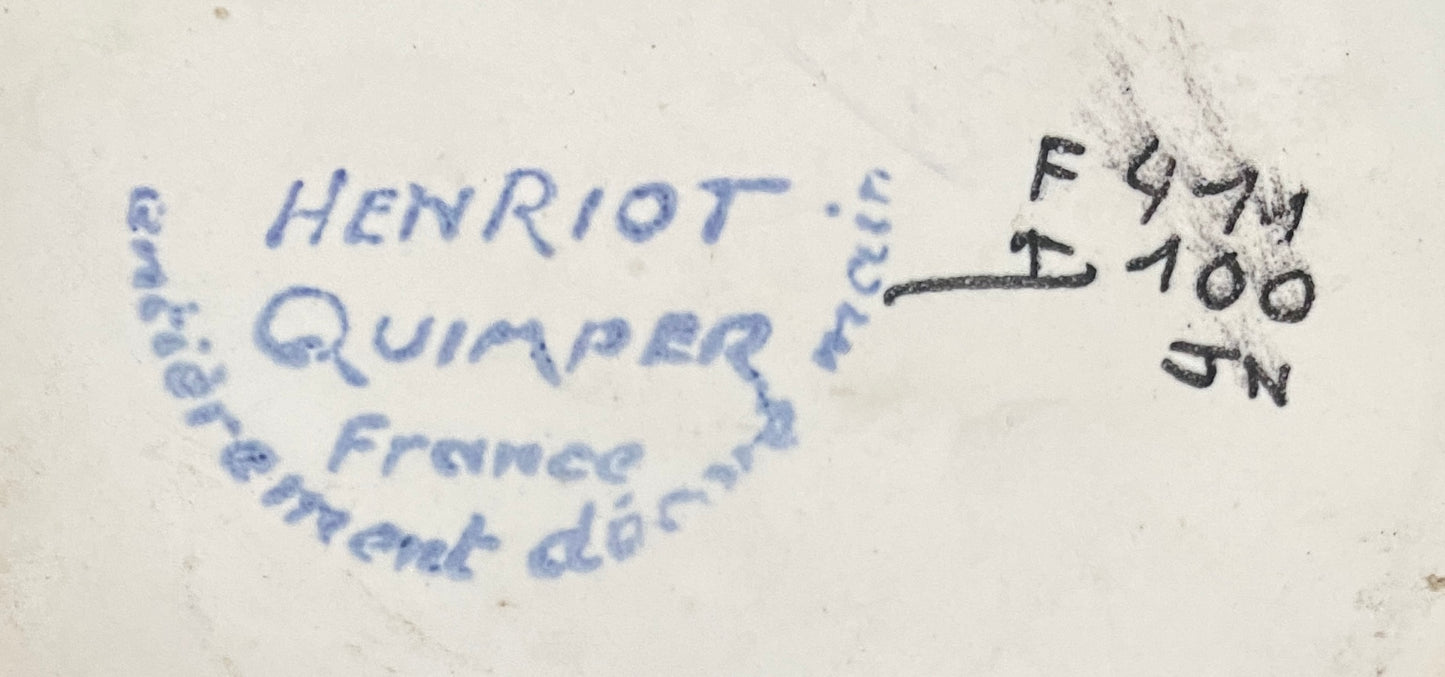 HENRIOT
QUIMPER
France
entièrement décoré main
F 411
I 100
JN